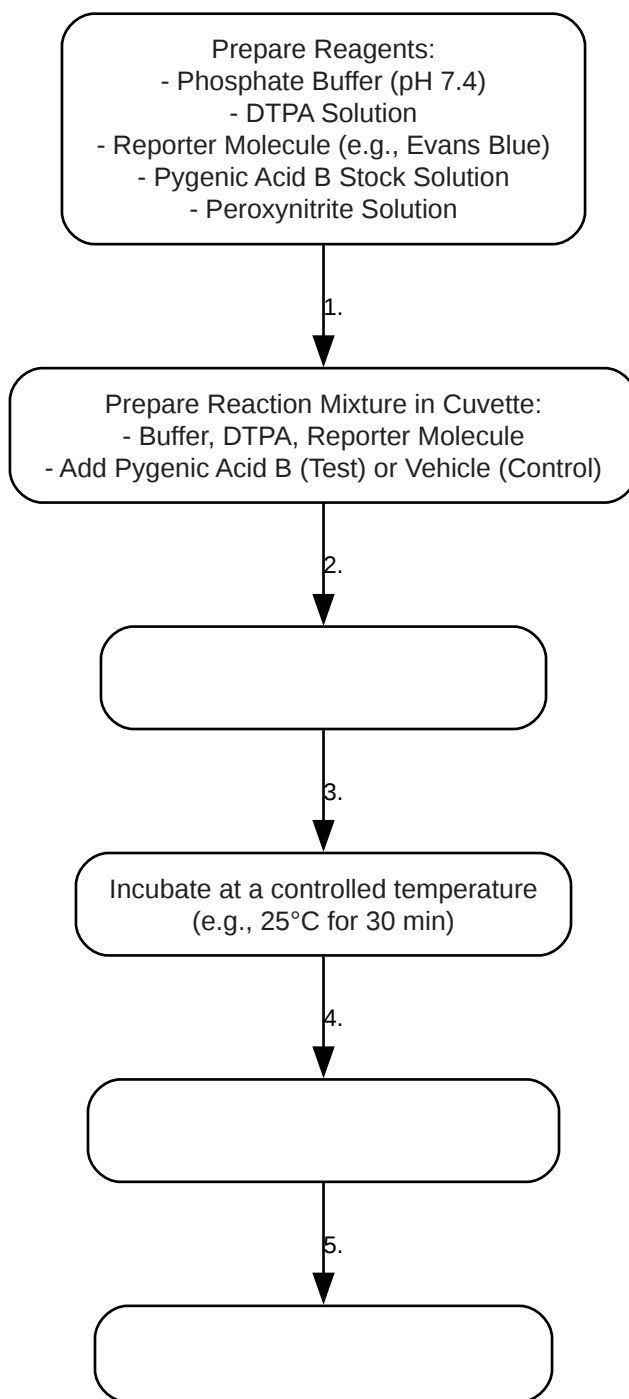 Prepare Reagents:
- Phosphate Buffer (pH 7.4)
- DTPA Solution
- Reporter Molecule (e.g., Evans Blue)
- Pygenic Acid B Stock Solution
- Peroxynitrite Solution
1.
Prepare Reaction Mixture in Cuvette:
- Buffer, DTPA, Reporter Molecule
- Add Pygenic Acid B (Test) or Vehicle (Control)
2.
3.
Incubate at a controlled temperature
(e.g., 25°C for 30 min)
4.
5.